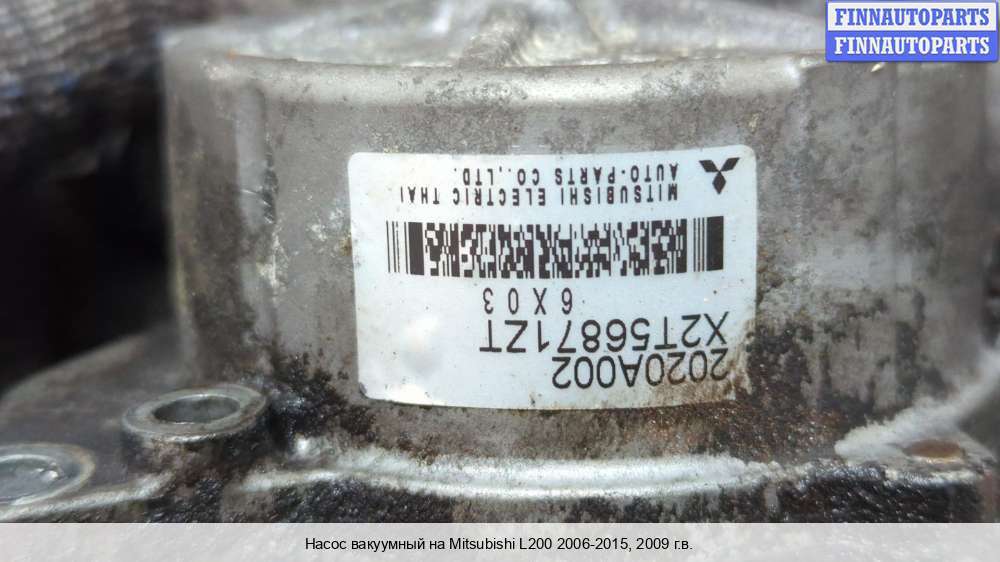 FINNAUTOPARTS
FINNAUTOPARTS
2020A002
X2T56871ZT
6X03
MITSUBISHI ELECTRIC THAI
AUTO-PARTS CO.,LTD.
Насос вакуумный на Mitsubishi L200 2006-2015, 2009 г.в.